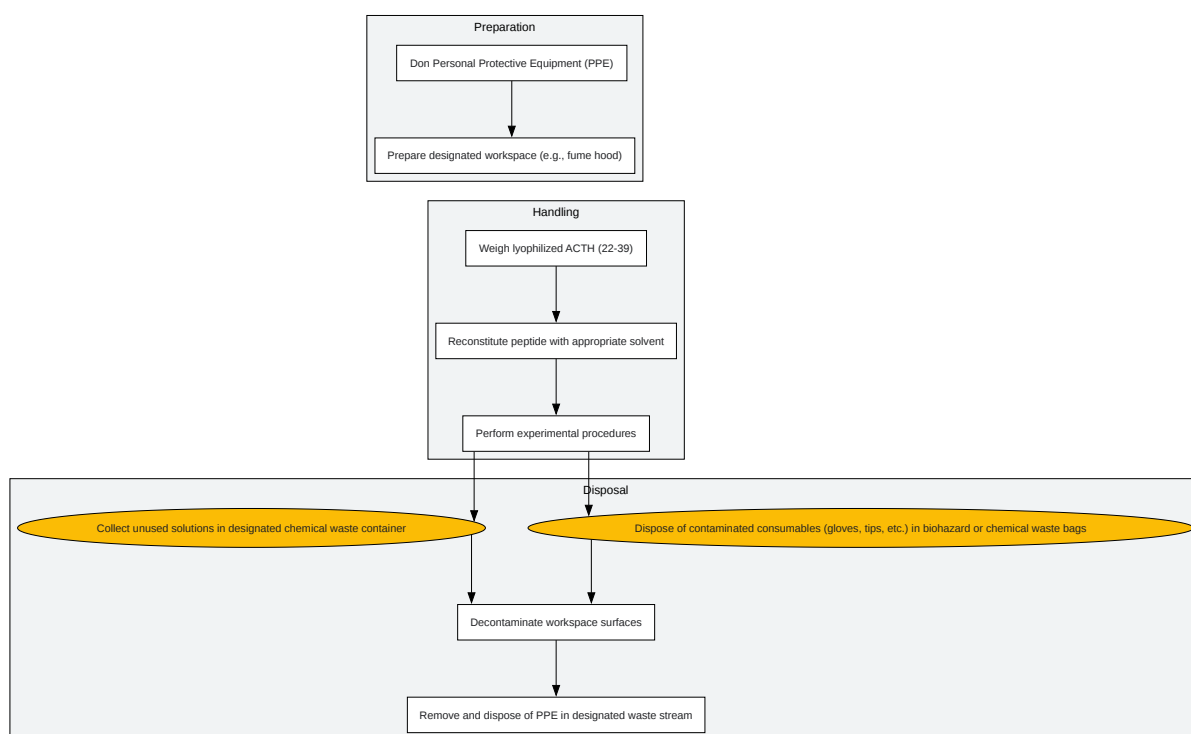 Preparation
Don Personal Protective Equipment (PPE)
Prepare designated workspace (e.g., fume hood)
Handling
Weigh lyophilized ACTH (22-39)
Reconstitute peptide with appropriate solvent
Perform experimental procedures
Disposal
Collect unused solutions in designated chemical waste container
Dispose of contaminated consumables (gloves, tips, etc.) in biohazard or chemical waste bags
Decontaminate workspace surfaces
Remove and dispose of PPE in designated waste stream